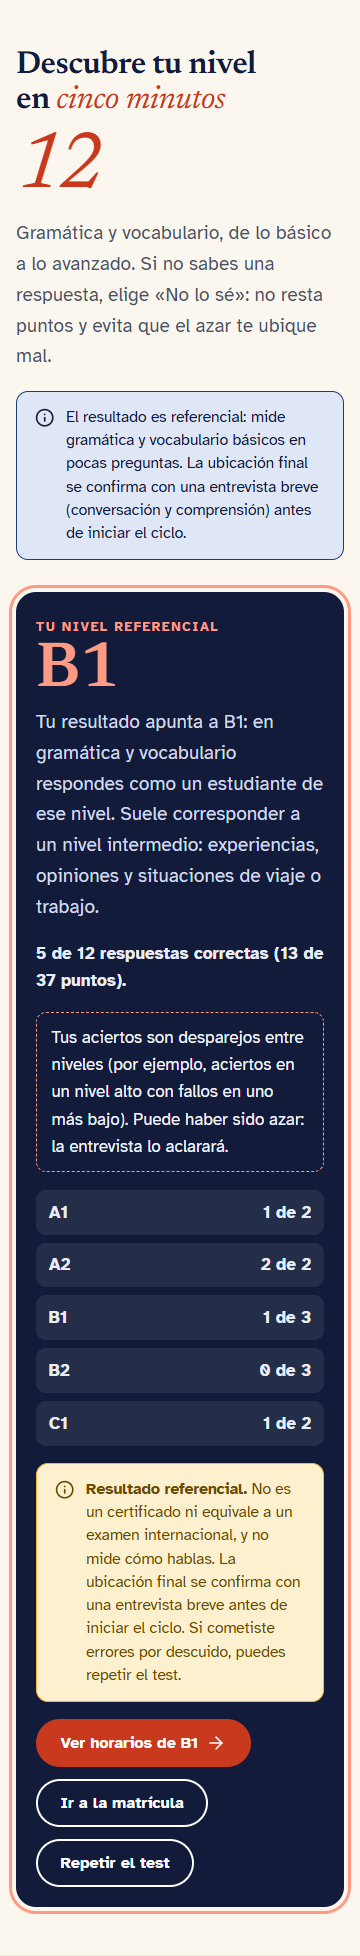 Descubre tu nivel
en cinco minutos
12
Gramática y vocabulario, de lo básico
a lo avanzado. Si no sabes una
respuesta, elige «No lo sé»: no resta
puntos y evita que el azar te ubique
mal.
El resultado es referencial: mide
gramática y vocabulario básicos en
pocas preguntas. La ubicación final
se confirma con una entrevista breve
(conversación y comprensión) antes
de iniciar el ciclo.
TU NIVEL REFERENCIAL
B1
Tu resultado apunta a B1: en
gramática y vocabulario
respondes como un estudiante de
ese nivel. Suele corresponder a
un nivel intermedio: experiencias,
opiniones y situaciones de viaje o
trabajo.
5 de 12 respuestas correctas (13 de
37 puntos).
Tus aciertos son desparejos entre
niveles (por ejemplo, aciertos en
un nivel alto con fallos en uno
más bajo). Puede haber sido azar:
la entrevista lo aclarará.
A1 1 de 2
A2 2 de 2
B1 1 de 3
B2 0 de 3
C1 1 de 2
Resultado referencial. No es
un certificado ni equivale a un
examen internacional, y no
mide cómo hablas. La
ubicación final se confirma con
una entrevista breve antes de
iniciar el ciclo. Si cometiste
errores por descuido, puedes
repetir el test.
Ver horarios de B1 →
Ir a la matrícula
Repetir el test